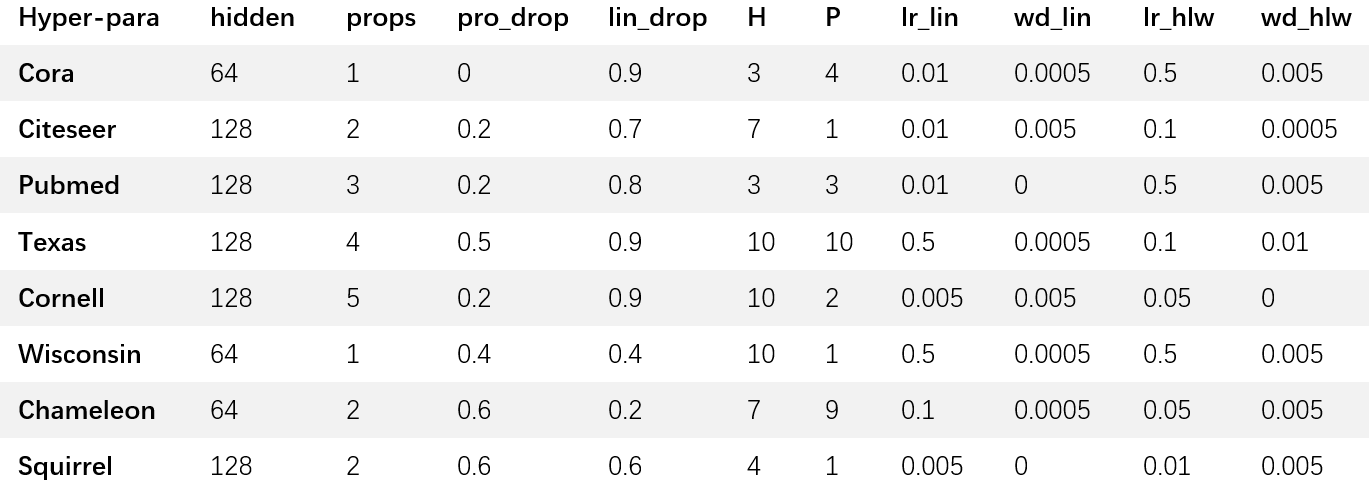 Hyper-para hidden props pro_drop lin_drop H P lr_lin wd_lin lr_hlw wd_hlw
Cora 64 1 0 0.9 3 4 0.01 0.0005 0.5 0.005
Citeseer 128 2 0.2 0.7 7 1 0.01 0.005 0.1 0.0005
Pubmed 128 3 0.2 0.8 3 3 0.01 0 0.5 0.005
Texas 128 4 0.5 0.9 10 10 0.5 0.0005 0.1 0.01
Cornell 128 5 0.2 0.9 10 2 0.005 0.005 0.05 0
Wisconsin 64 1 0.4 0.4 10 1 0.5 0.0005 0.5 0.005
Chameleon 64 2 0.6 0.2 7 9 0.1 0.0005 0.05 0.005
Squirrel 128 2 0.6 0.6 4 1 0.005 0 0.01 0.005